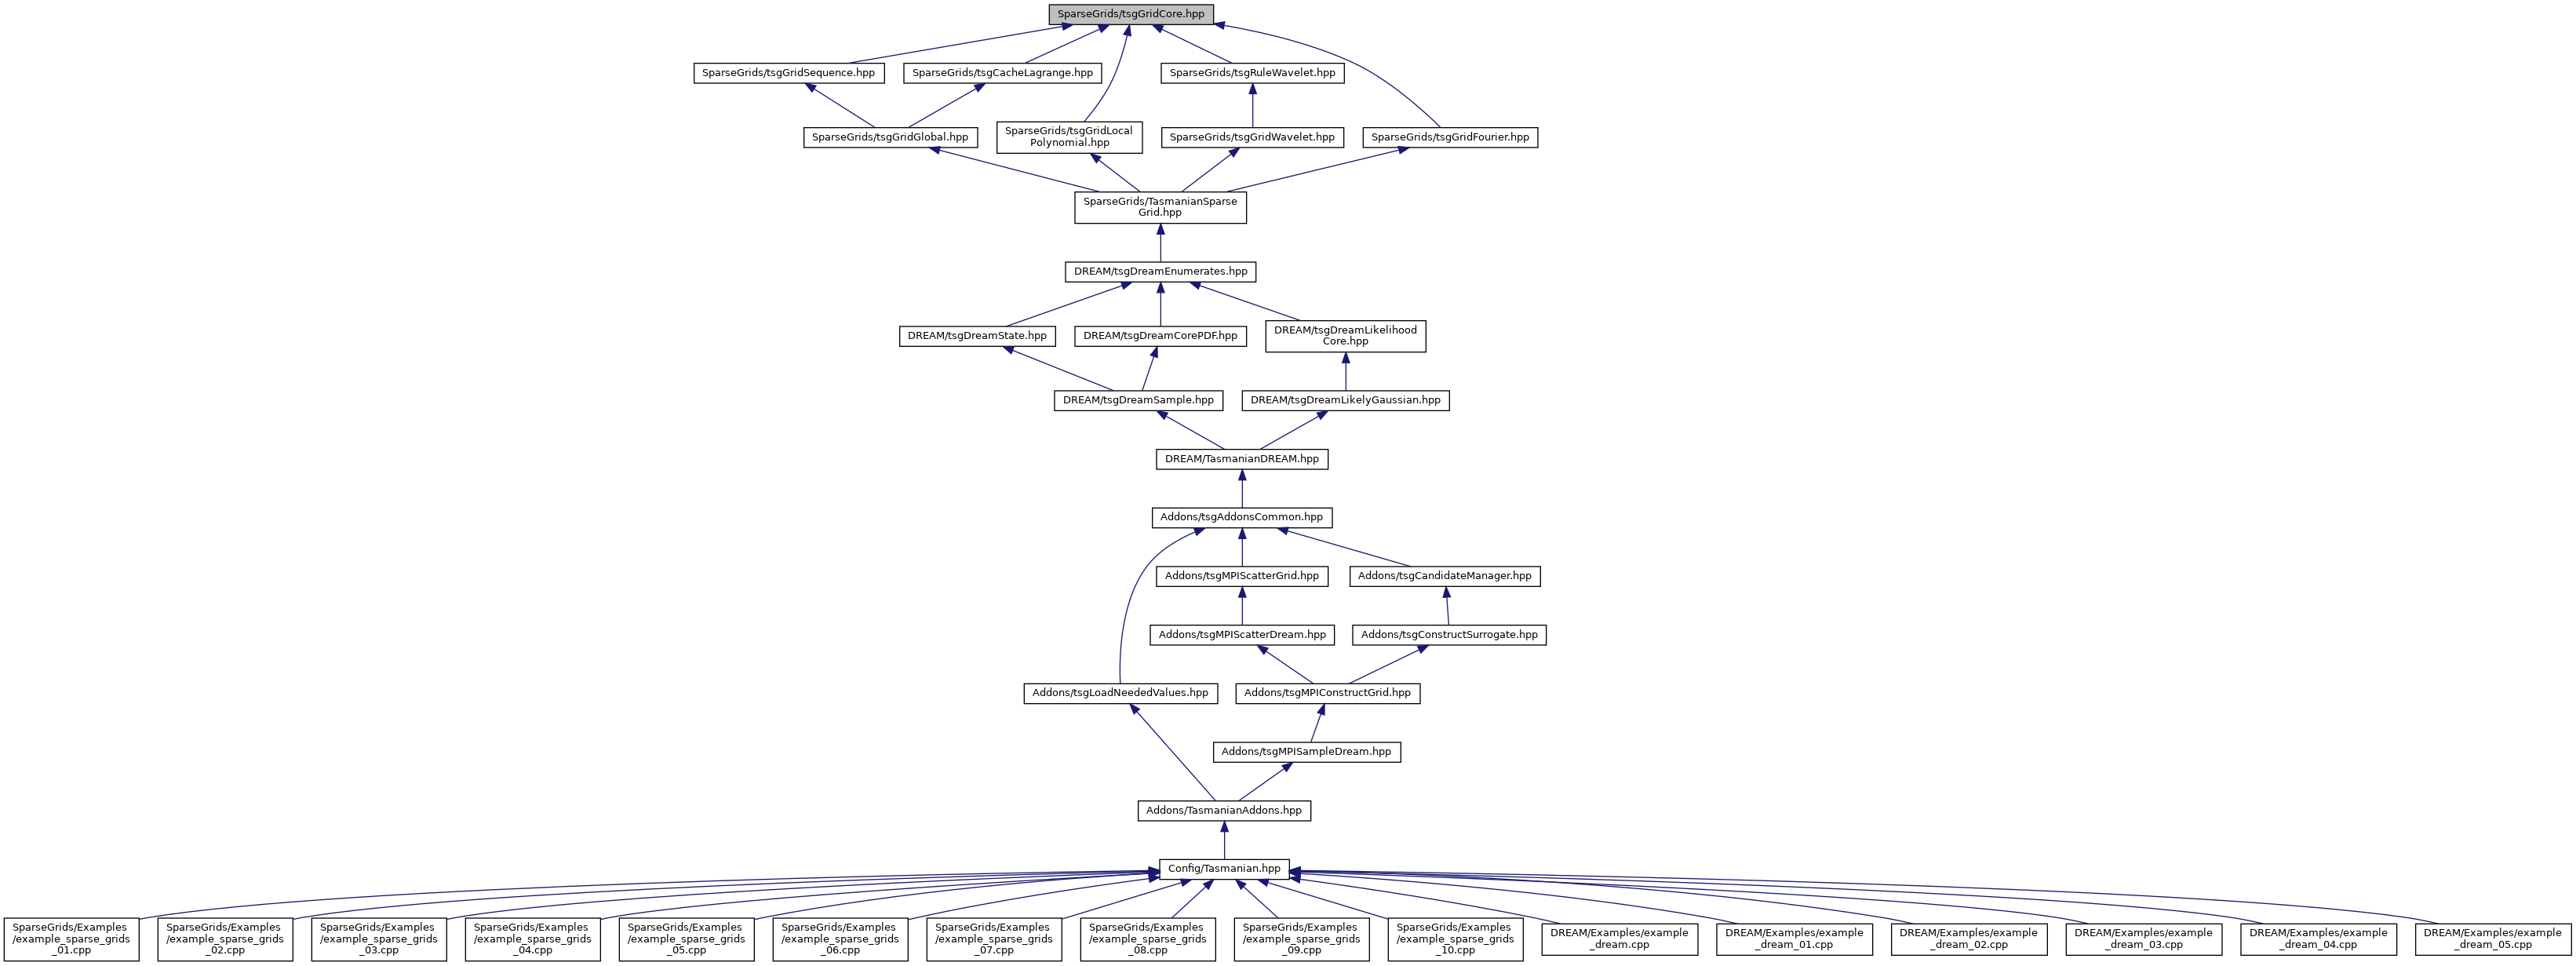 SparseGrids/tsgGridCore.hpp
SparseGrids/tsgGridSequence.hpp
SparseGrids/tsgCacheLagrange.hpp
SparseGrids/tsgRuleWavelet.hpp
SparseGrids/tsgGridGlobal.hpp
SparseGrids/tsgGridLocal
Polynomial.hpp
SparseGrids/tsgGridWavelet.hpp
SparseGrids/tsgGridFourier.hpp
SparseGrids/TasmanianSparse
Grid.hpp
DREAM/tsgDreamEnumerates.hpp
DREAM/tsgDreamState.hpp
DREAM/tsgDreamCorePDF.hpp
DREAM/tsgDreamLikelihood
Core.hpp
DREAM/tsgDreamSample.hpp
DREAM/tsgDreamLikelyGaussian.hpp
DREAM/TasmanianDREAM.hpp
Addons/tsgAddonsCommon.hpp
Addons/tsgMPIScatterGrid.hpp
Addons/tsgCandidateManager.hpp
Addons/tsgMPIScatterDream.hpp
Addons/tsgConstructSurrogate.hpp
Addons/tsgLoadNeededValues.hpp
Addons/tsgMPIConstructGrid.hpp
Addons/tsgMPISampleDream.hpp
Addons/TasmanianAddons.hpp
Config/Tasmanian.hpp
SparseGrids/Examples
/example_sparse_grids
_01.cpp
SparseGrids/Examples
/example_sparse_grids
_02.cpp
SparseGrids/Examples
/example_sparse_grids
_03.cpp
SparseGrids/Examples
/example_sparse_grids
_04.cpp
SparseGrids/Examples
/example_sparse_grids
_05.cpp
SparseGrids/Examples
/example_sparse_grids
_06.cpp
SparseGrids/Examples
/example_sparse_grids
_07.cpp
SparseGrids/Examples
/example_sparse_grids
_08.cpp
SparseGrids/Examples
/example_sparse_grids
_09.cpp
SparseGrids/Examples
/example_sparse_grids
_10.cpp
DREAM/Examples/example
_dream.cpp
DREAM/Examples/example
_dream_01.cpp
DREAM/Examples/example
_dream_02.cpp
DREAM/Examples/example
_dream_03.cpp
DREAM/Examples/example
_dream_04.cpp
DREAM/Examples/example
_dream_05.cpp